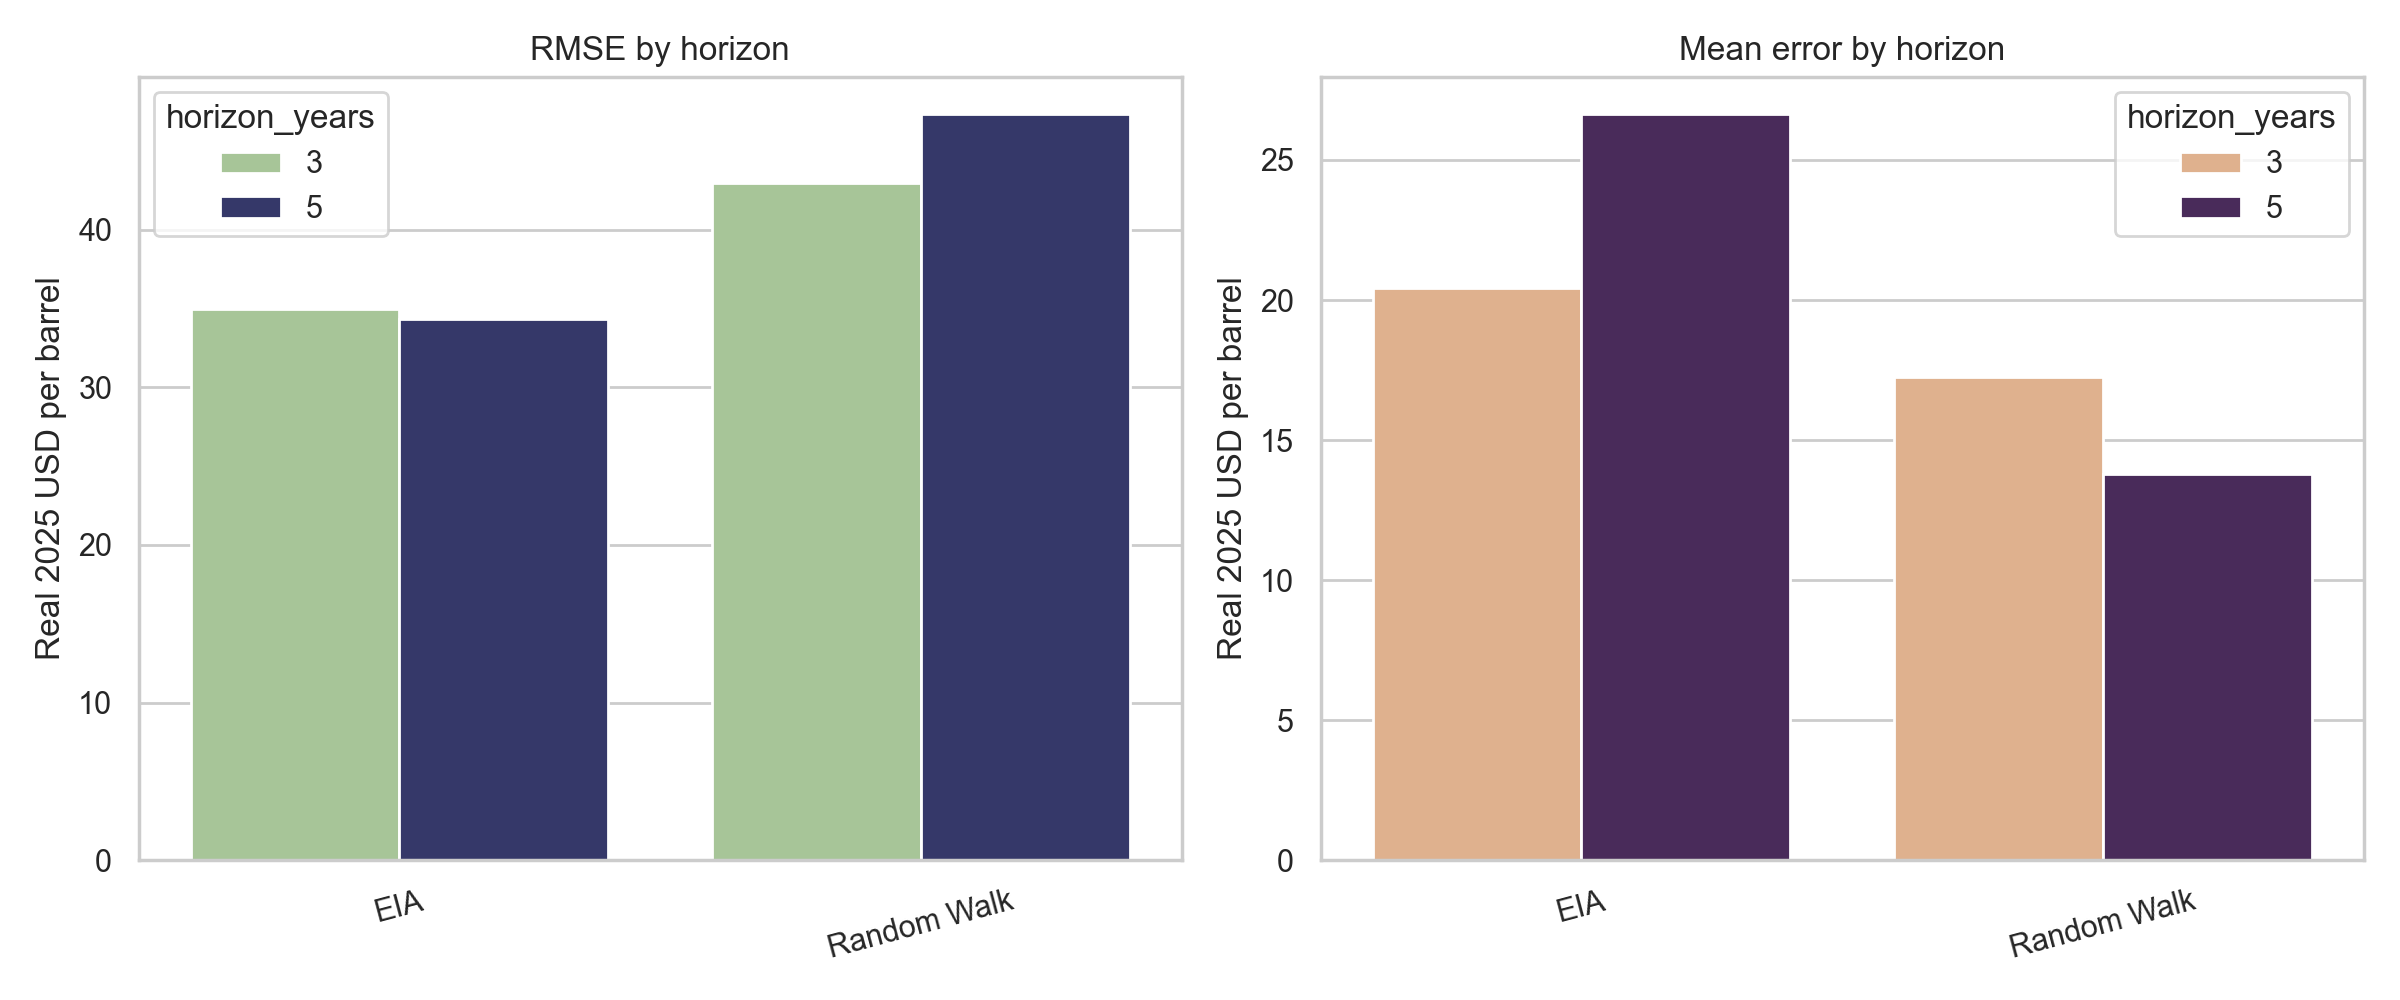 RMSE by horizon
horizon_years
3
5
40
30
20
10
0
Real 2025 USD per barrel
EIA
Random Walk
Mean error by horizon
horizon_years
3
5
25
20
15
10
5
0
Real 2025 USD per barrel
EIA
Random Walk